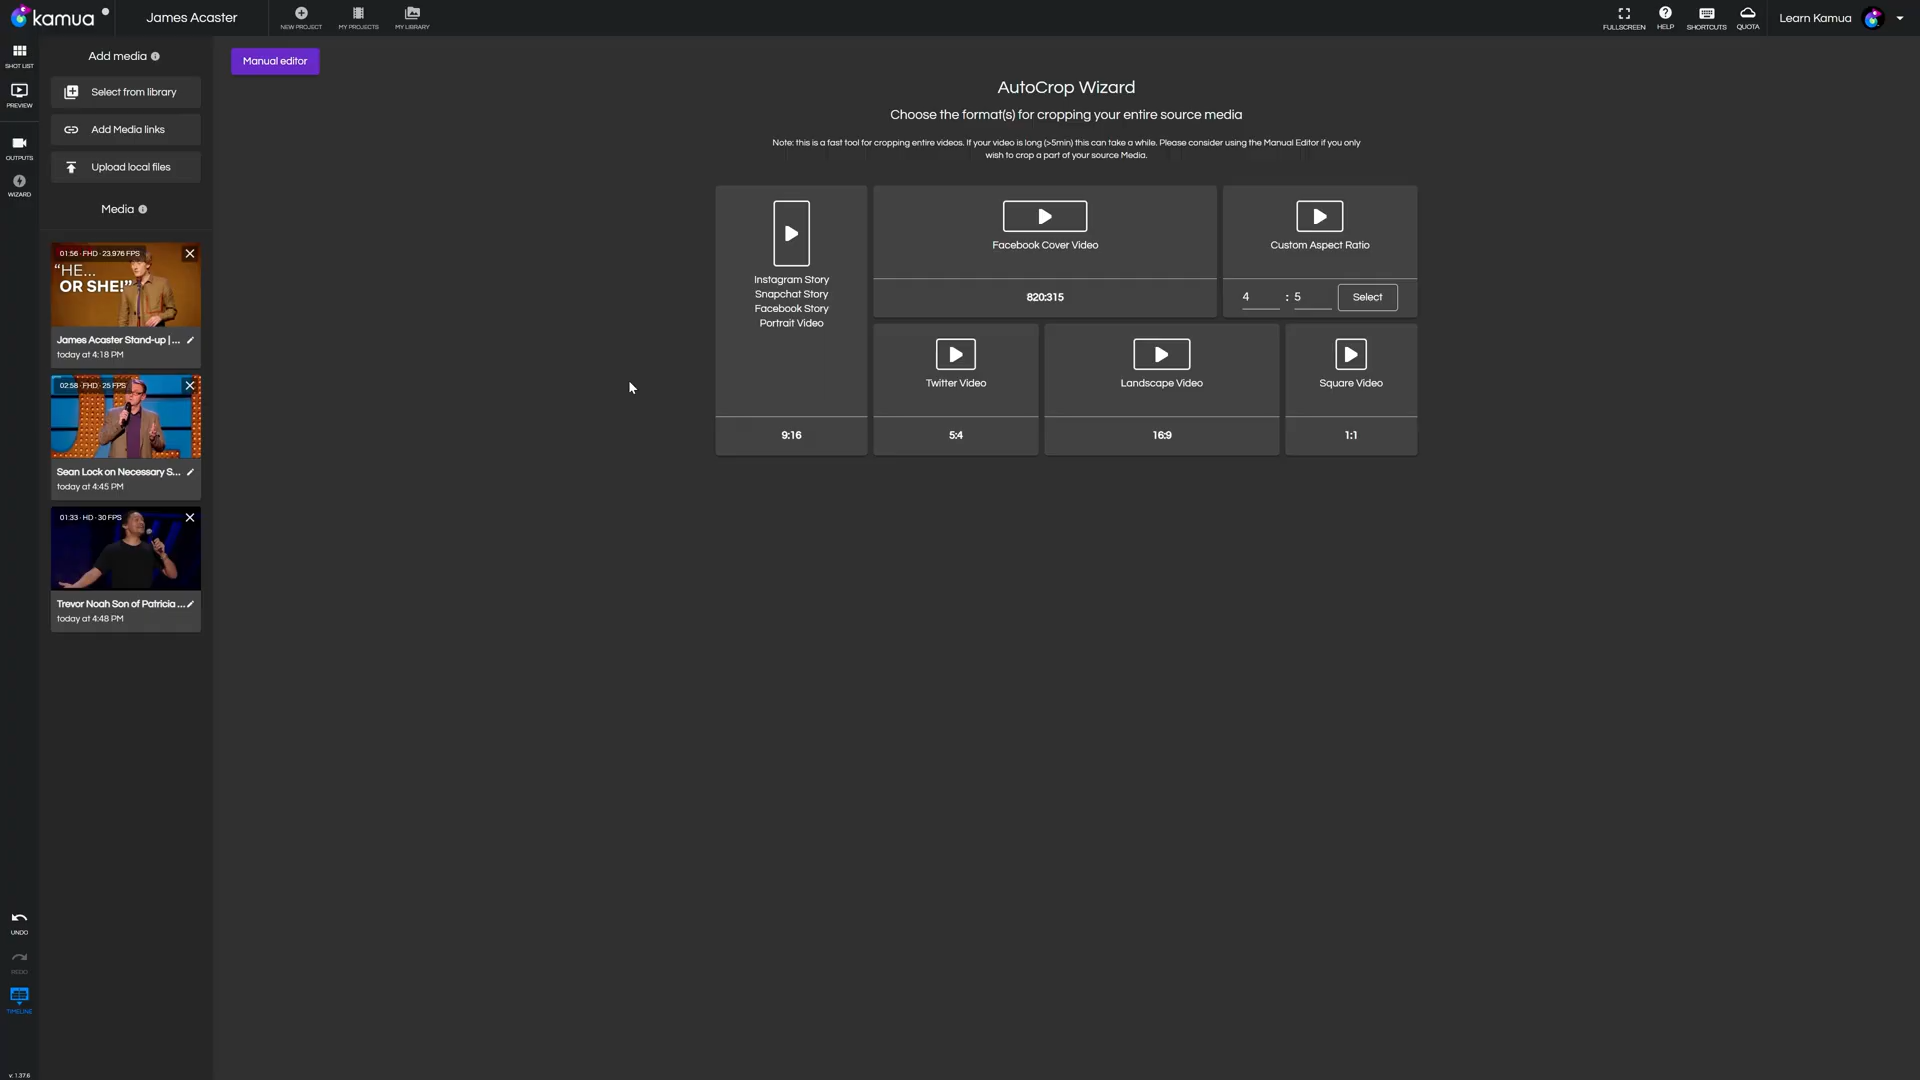 kamua
James Acaster
NEW PROJECT
MY PROJECTS
MY LIBRARY
FULLSCREEN
HELP
SHORTCUTS
QUOTA
Learn Kamua
SHOT LIST
PREVIEW
OUTPUTS
WIZARD
Add media
Select from library
Add Media links
Upload local files
Media
01:56 · FHD · 23.976 FPS
"HE...
OR SHE!"
James Acaster Stand-up | ...
today at 4:18 PM
02:58 · FHD · 25 FPS
Sean Lock on Necessary S...
today at 4:45 PM
01:33 · HD · 30 FPS
Trevor Noah Son of Patricia ...
today at 4:48 PM
UNDO
REDO
TIMELINE
v: 1.37.6
Manual editor
AutoCrop Wizard
Choose the format(s) for cropping your entire source media
Note: this is a fast tool for cropping entire videos. If your video is long (>5min) this can take a while. Please consider using the Manual Editor if you only
wish to crop a part of your source Media.
Instagram Story
Snapchat Story
Facebook Story
Portrait Video
9:16
Facebook Cover Video
820:315
Custom Aspect Ratio
4 : 5 Select
Twitter Video
5:4
Landscape Video
16:9
Square Video
1:1